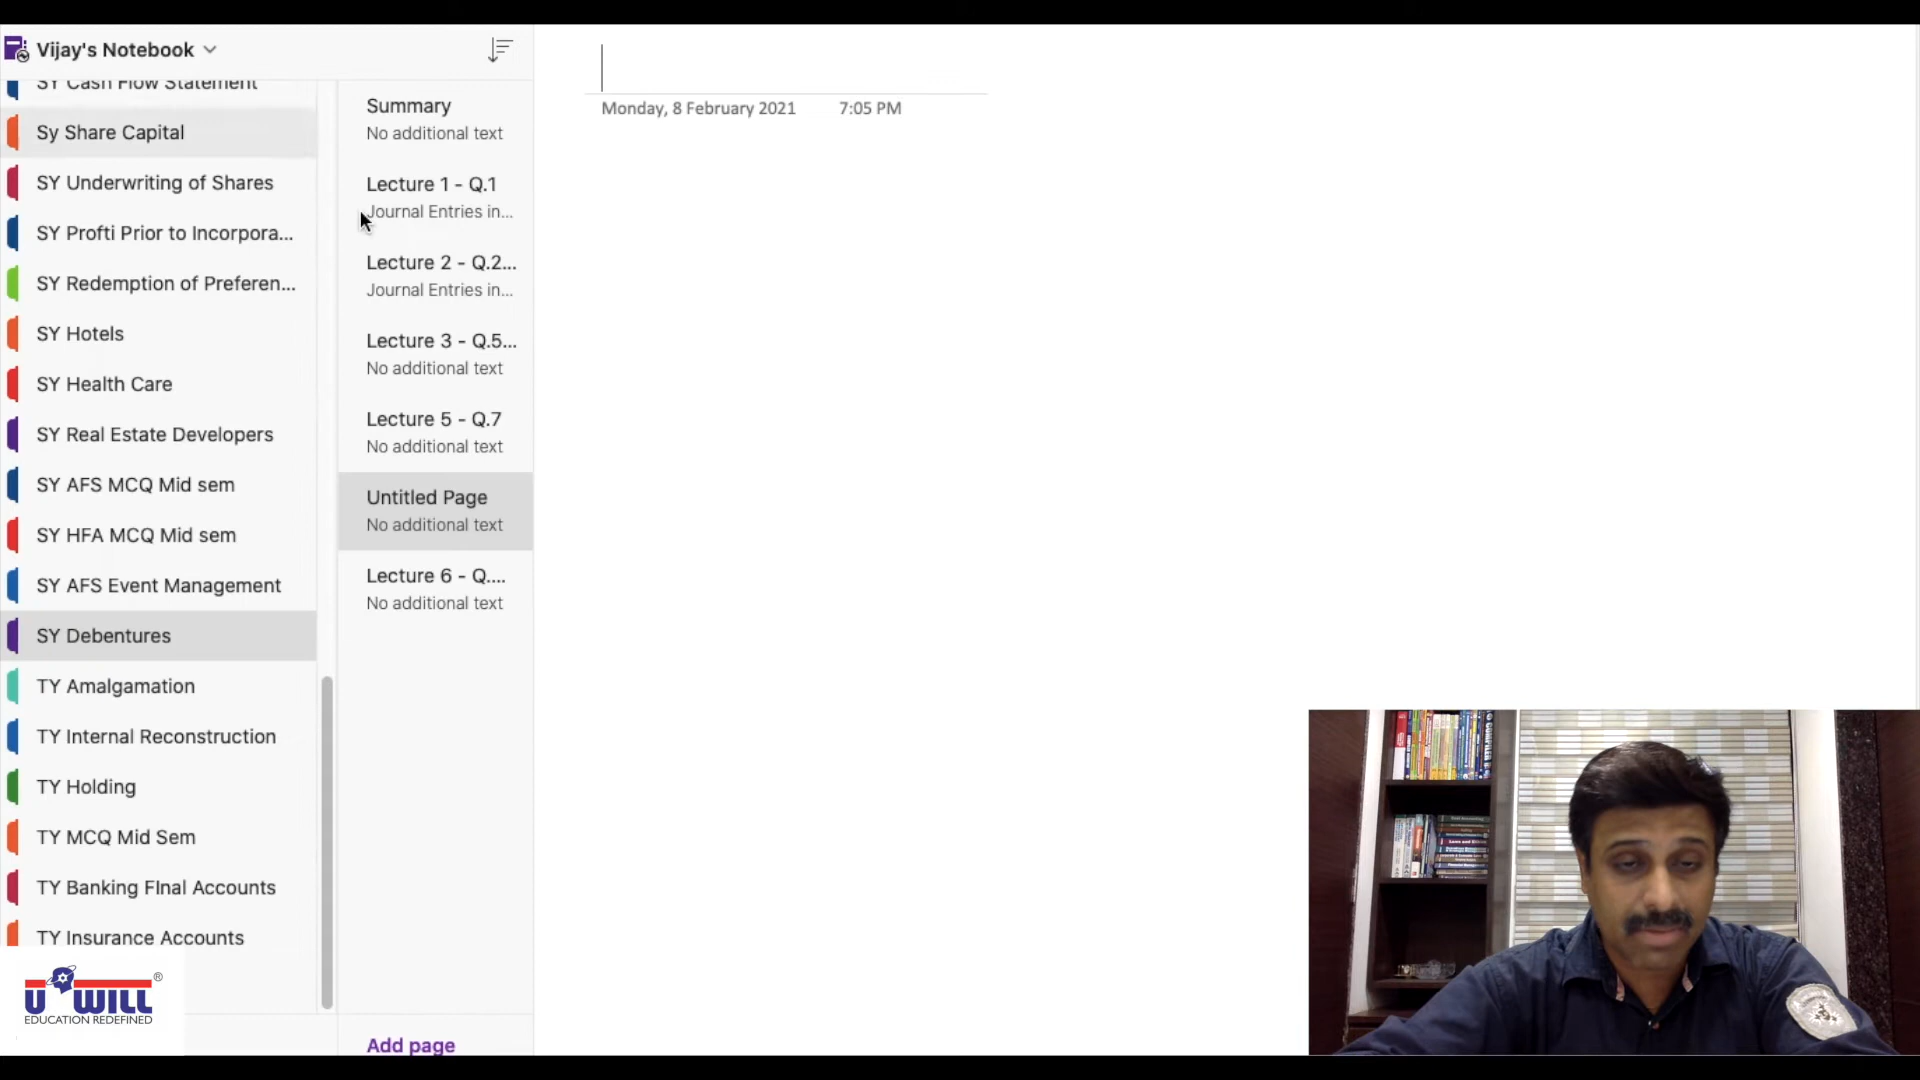 Vijay's Notebook
SY Cash Flow Statement
Sy Share Capital
SY Underwriting of Shares
SY Profti Prior to Incorpora...
SY Redemption of Preferen...
SY Hotels
SY Health Care
SY Real Estate Developers
SY AFS MCQ Mid sem
SY HFA MCQ Mid sem
SY AFS Event Management
SY Debentures
TY Amalgamation
TY Internal Reconstruction
TY Holding
TY MCQ Mid Sem
TY Banking FInal Accounts
TY Insurance Accounts
Summary
No additional text
Lecture 1 - Q.1
Journal Entries in...
Lecture 2 - Q.2...
Journal Entries in...
Lecture 3 - Q.5...
No additional text
Lecture 5 - Q.7
No additional text
Untitled Page
No additional text
Lecture 6 - Q....
No additional text
Add page
Monday, 8 February 2021 7:05 PM
U WILL ®
EDUCATION REDEFINED